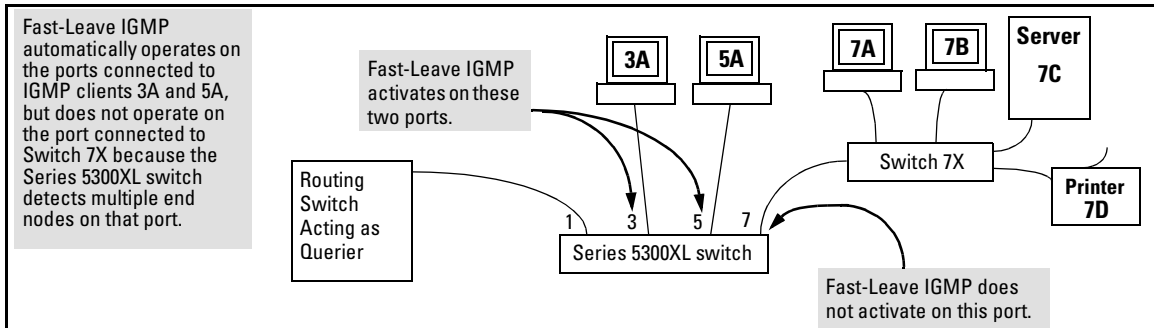 Fast-Leave IGMP
automatically operates on
the ports connected to
IGMP clients 3A and 5A,
but does not operate on
the port connected to
Switch 7X because the
Series 5300XL switch
detects multiple end
nodes on that port.
Fast-Leave IGMP
activates on these
two ports.
3A
5A
7A
7B
Server
7C
Switch 7X
Printer
7D
Routing
Switch
Acting as
Querier
1 3 5 7
Series 5300XL switch
Fast-Leave IGMP does
not activate on this port.